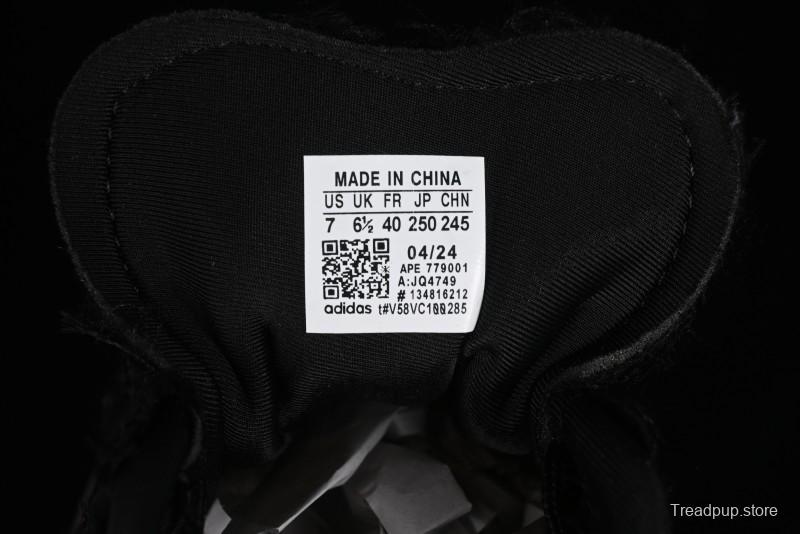 MADE IN CHINA
US UK FR JP CHN
7 6½ 40 250 245
04/24
APE 779001
A:JQ4749
# 134816212
adidas t#V58VC100285
Treadpup.store